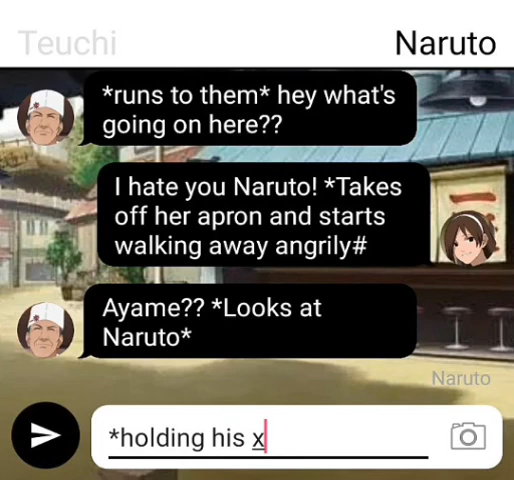 Teuchi
Naruto
*runs to them* hey what's
going on here??
I hate you Naruto! *Takes
off her apron and starts
walking away angrily#
Ayame?? *Looks at
Naruto*
Naruto
*holding his x